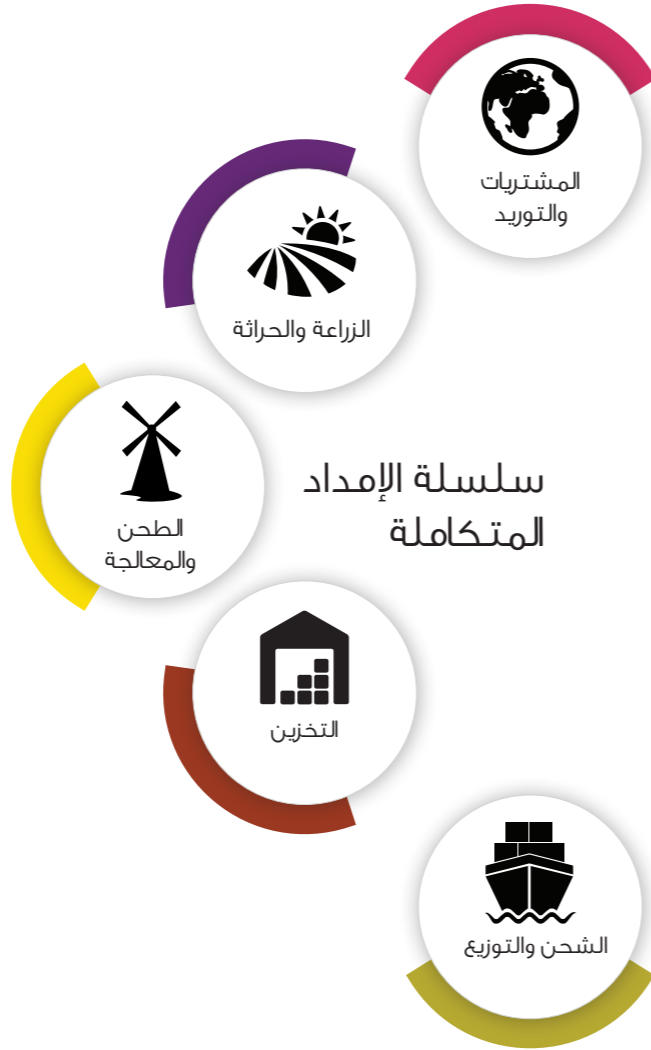 المشتريات
والتوريد
الزراعة والحراثة
سلسلة الإمداد
المتكاملة
الطحن
والمعالجة
التخزين
الشحن والتوزيع